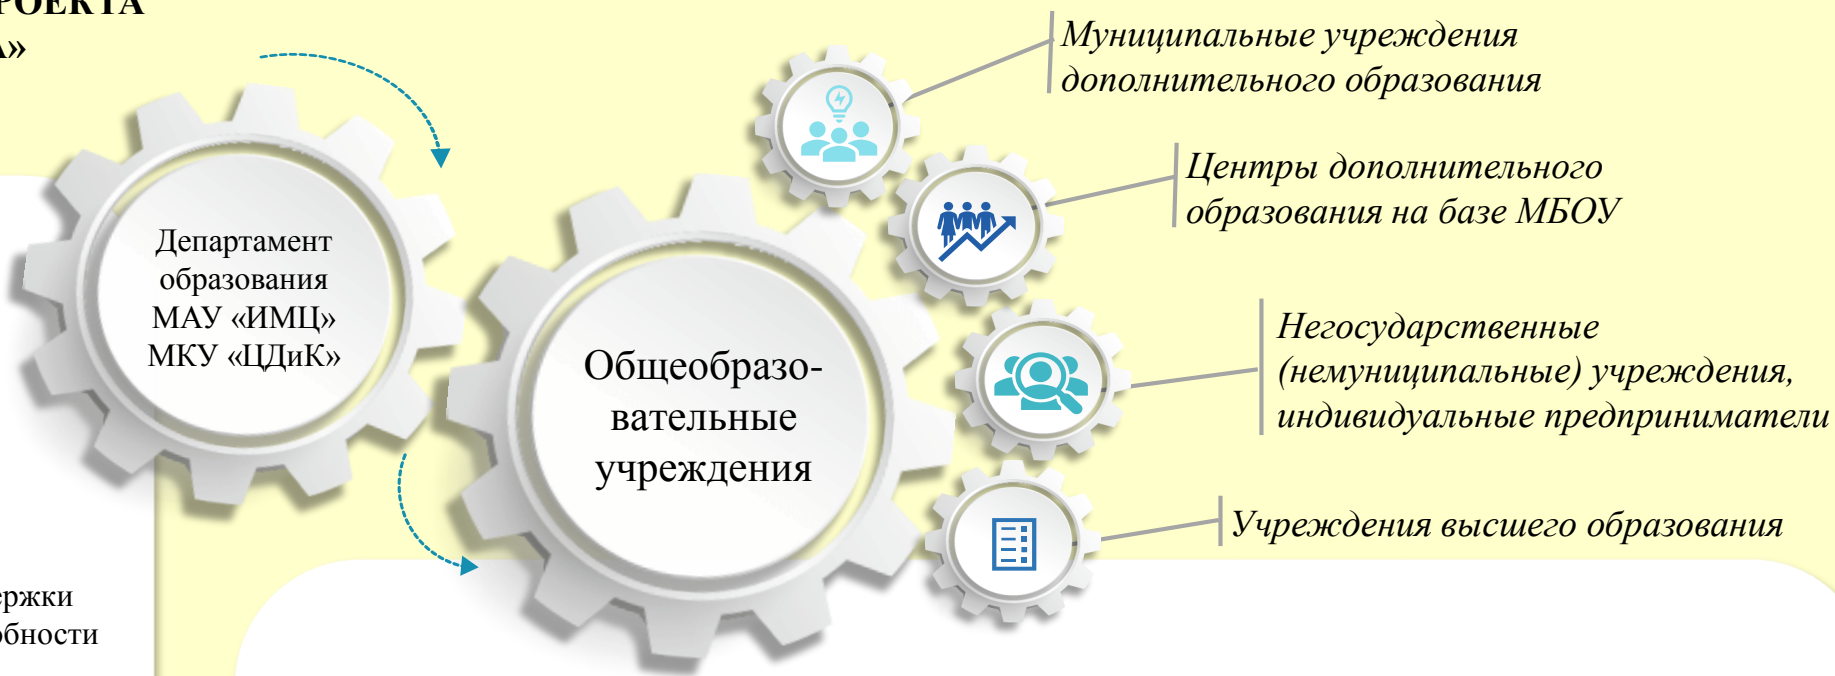 Департамент
образования
МАУ «ИМЦ»
МКУ «ЦДиК»
Общеобразо-
вательные
учреждения
Муниципальные учреждения
дополнительного образования
Центры дополнительного
образования на базе МБОУ
Негосударственные
(немуниципальные) учреждения,
индивидуальные предприниматели
Учреждения высшего образования